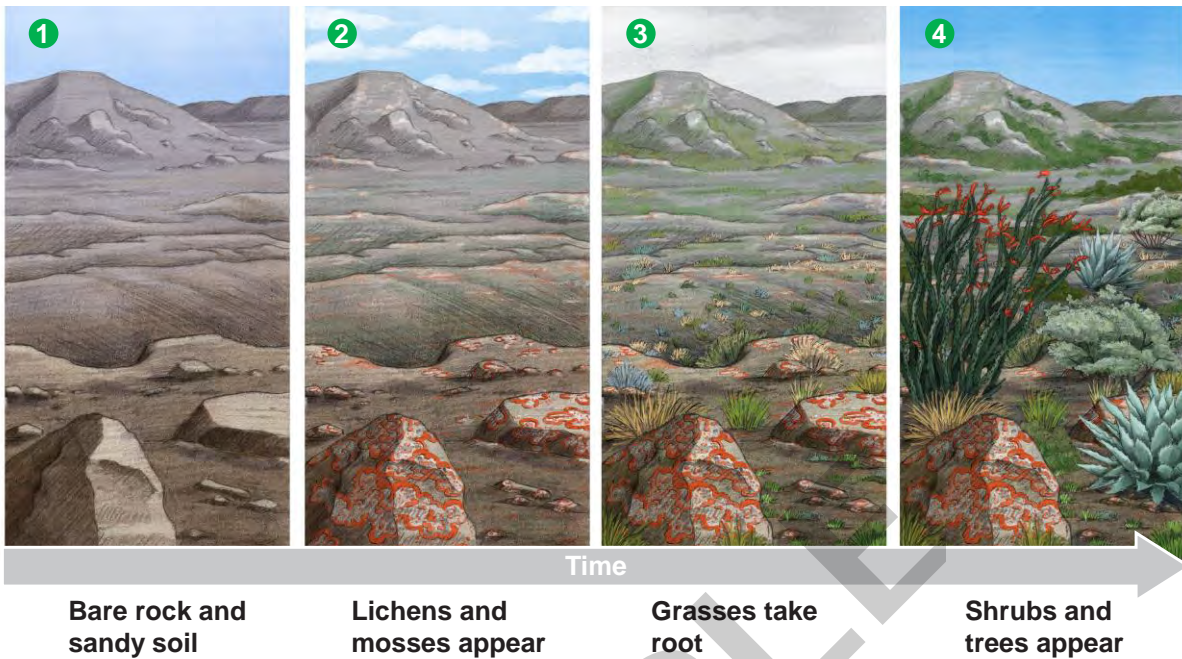 1
2
3
4
Time
Bare rock and
sandy soil
Lichens and
mosses appear
Grasses take
root
Shrubs and
trees appear